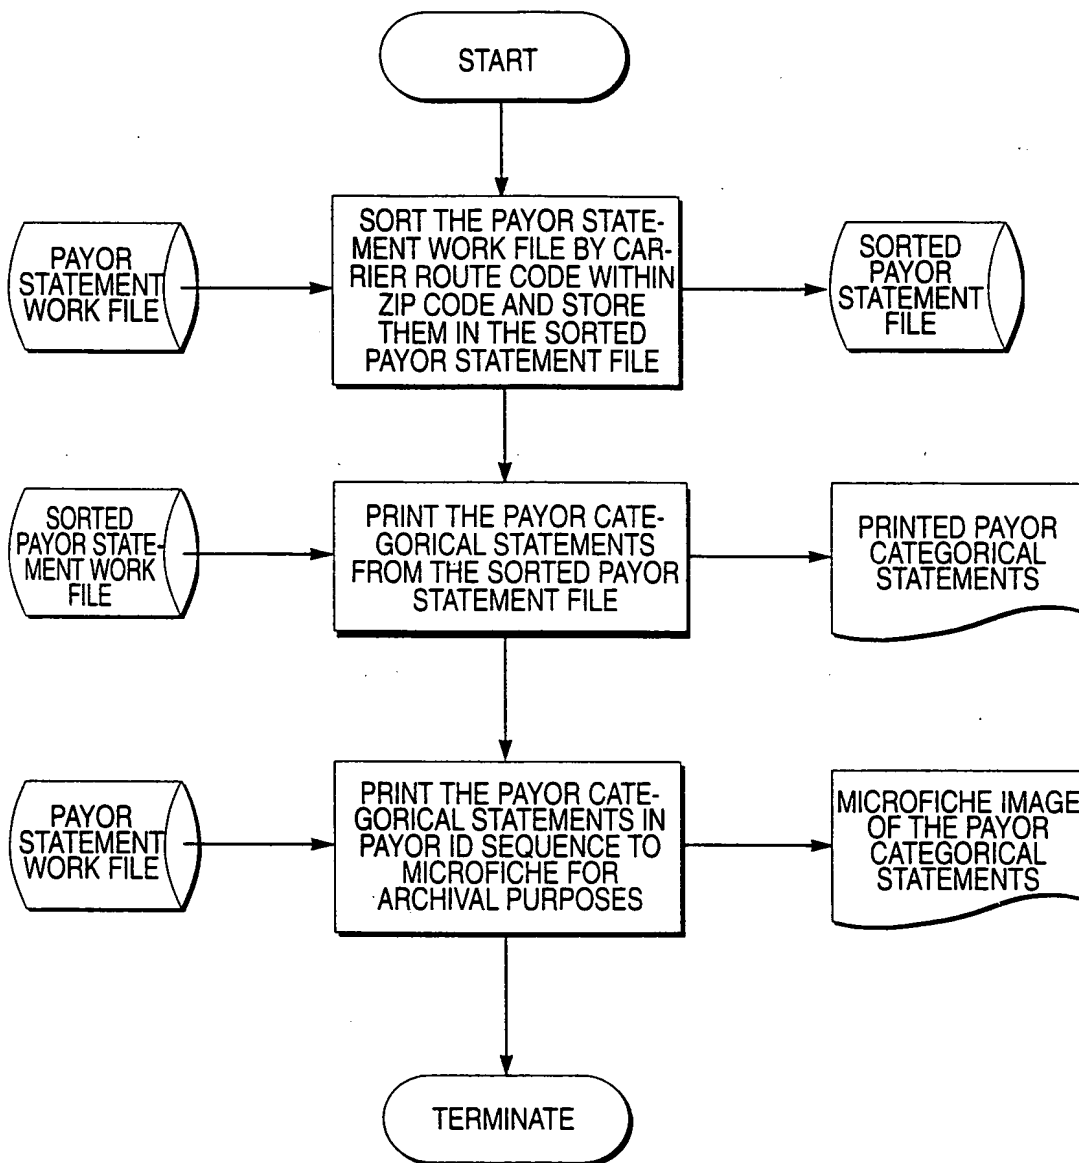 START
PAYOR
STATEMENT
WORK FILE
SORT THE PAYOR STATE-
MENT WORK FILE BY CAR-
RIER ROUTE CODE WITHIN
ZIP CODE AND STORE
THEM IN THE SORTED
PAYOR STATEMENT FILE
SORTED
PAYOR
STATEMENT
FILE
SORTED
PAYOR STATE-
MENT WORK
FILE
PRINT THE PAYOR CATE-
GORICAL STATEMENTS
FROM THE SORTED PAYOR
STATEMENT FILE
PRINTED PAYOR
CATEGORICAL
STATEMENTS
PAYOR
STATEMENT
WORK FILE
PRINT THE PAYOR CATE-
GORICAL STATEMENTS IN
PAYOR ID SEQUENCE TO
MICROFICHE FOR
ARCHIVAL PURPOSES
MICROFICHE IMAGE
OF THE PAYOR
CATEGORICAL
STATEMENTS
TERMINATE